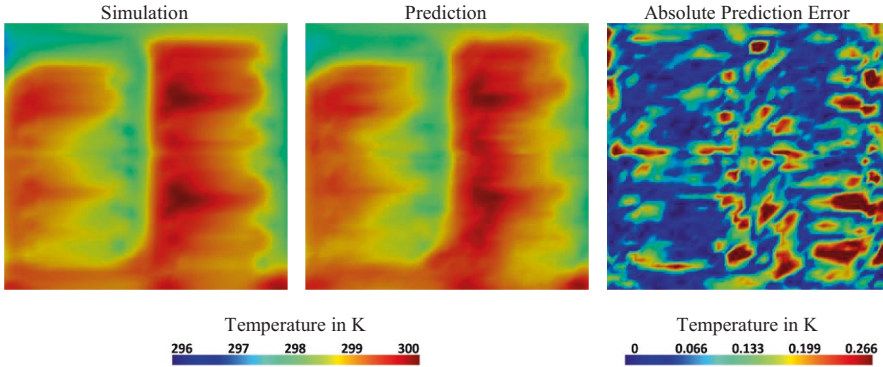 Simulation Prediction Absolute Prediction Error
Temperature in K Temperature in K
296 297 298 299 300 0 0.066 0.133 0.199 0.266